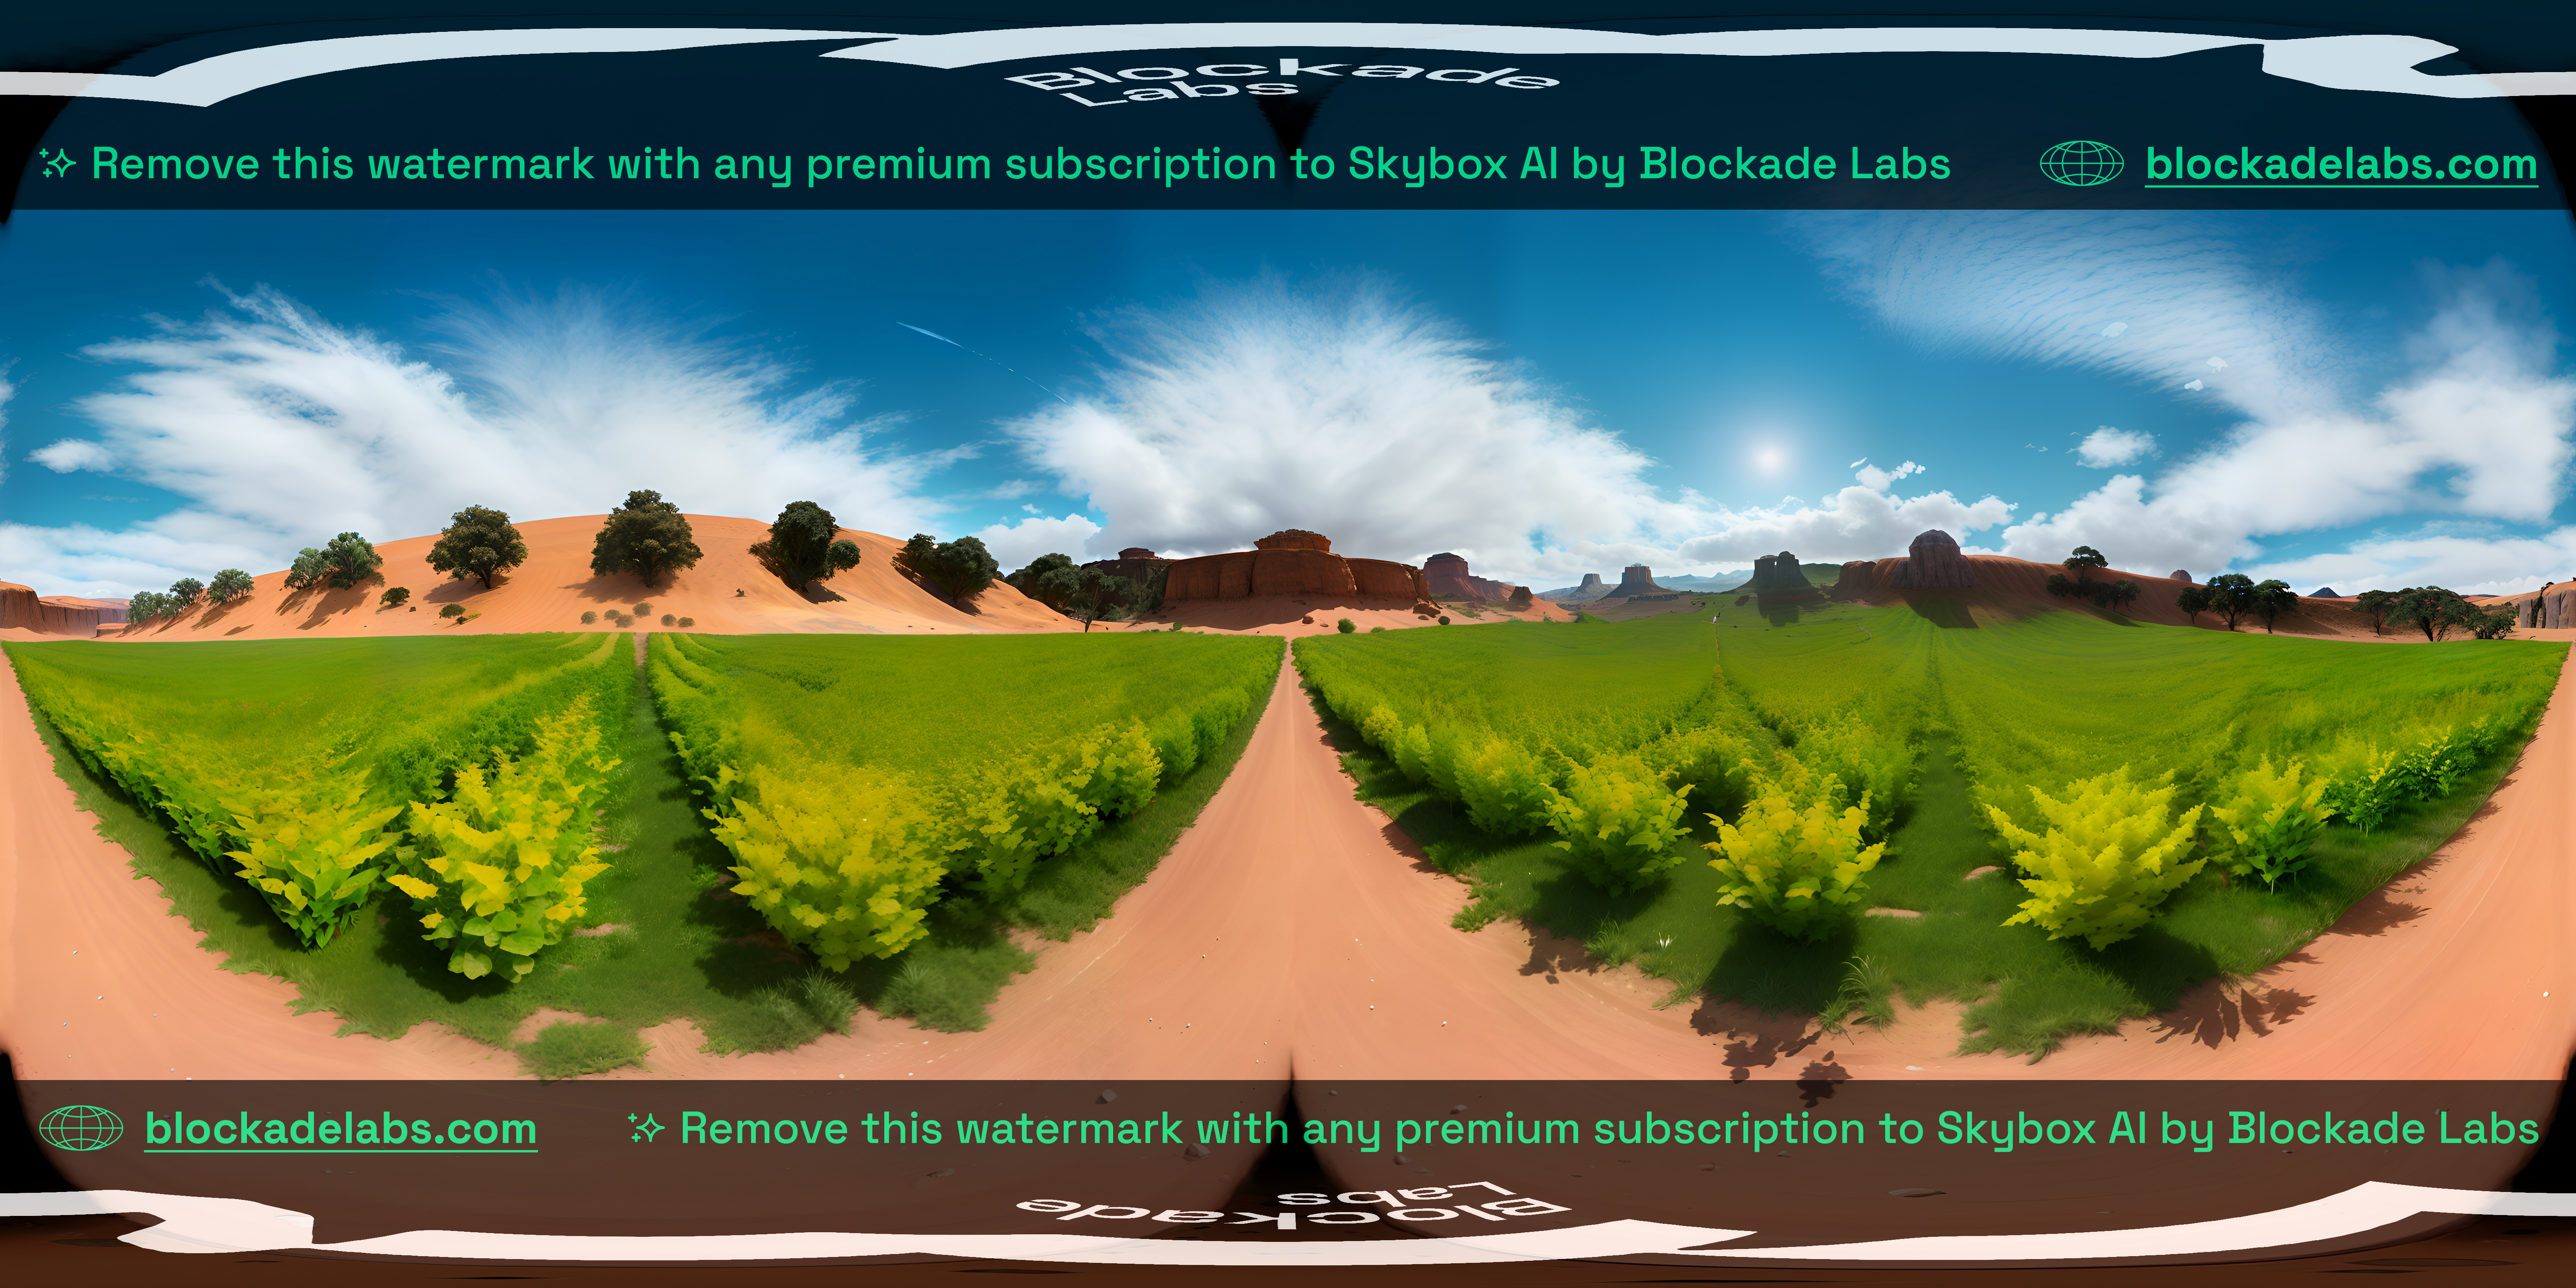 Blockade
Labs
Remove this watermark with any premium subscription to Skybox AI by Blockade Labs
blockadelabs.com
blockadelabs.com
Remove this watermark with any premium subscription to Skybox AI by Blockade Labs
Labs
Blockade